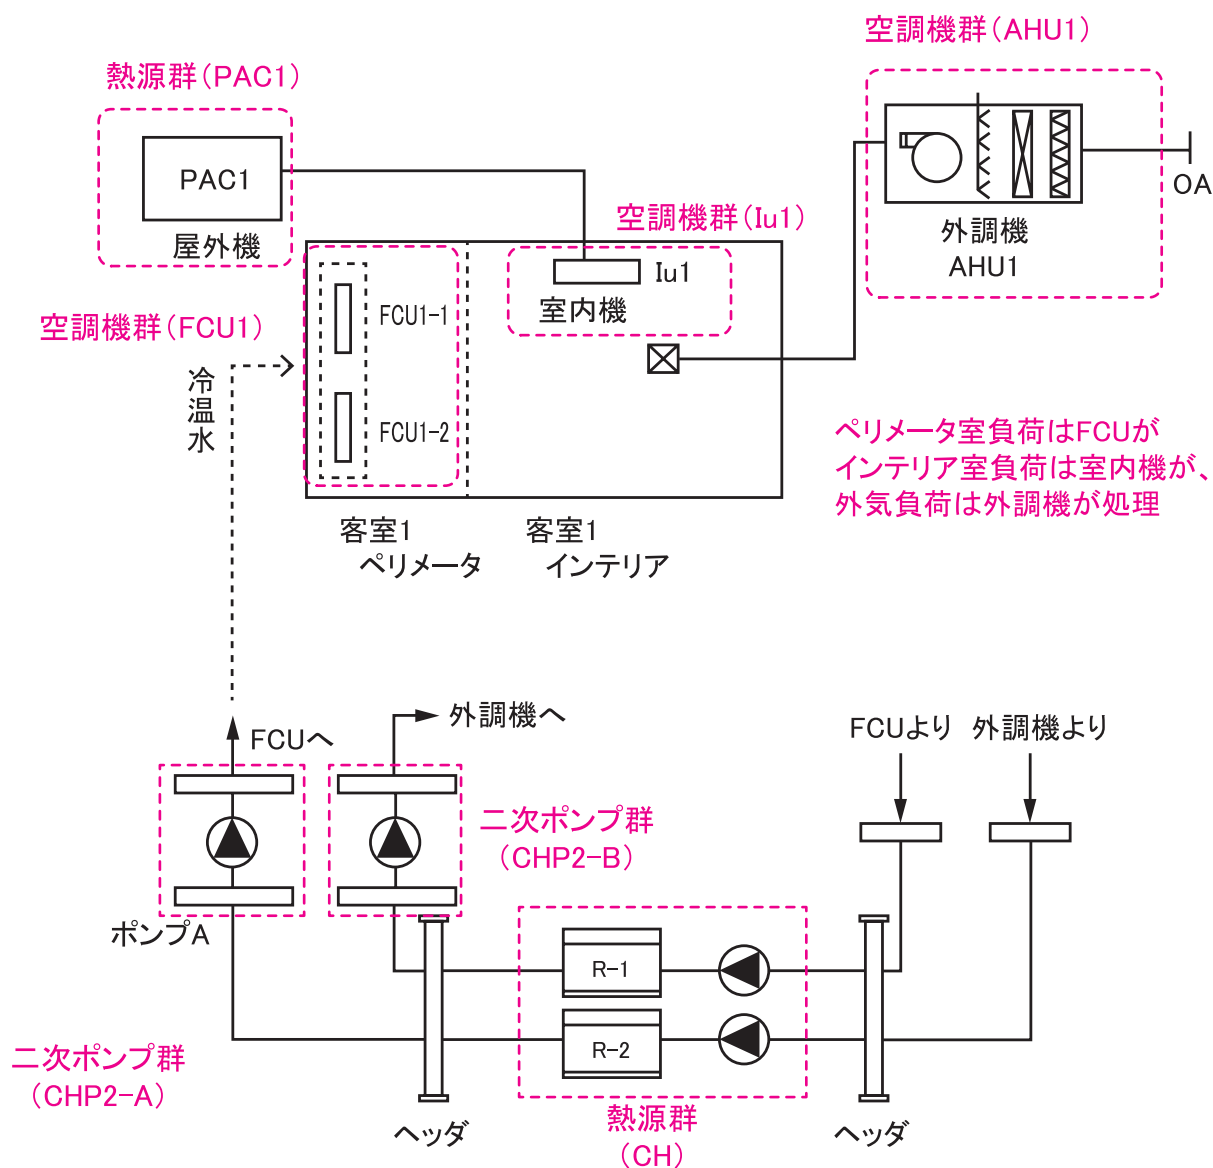 空調機群（AHU1）
熱源群（PAC1）
PAC1
屋外機
OA
外調機
AHU1
空調機群（Iu1）
Iu1
室内機
空調機群（FCU1）
FCU1-1
FCU1-2
冷温水
ペリメータ室負荷はFCUが
インテリア室負荷は室内機が、
外気負荷は外調機が処理
客室1
ペリメータ
客室1
インテリア
FCUへ
外調機へ
FCUより
外調機より
二次ポンプ群
（CHP2-B）
ポンプA
R-1
R-2
二次ポンプ群
（CHP2-A）
ヘッダ
熱源群
（CH）
ヘッダ